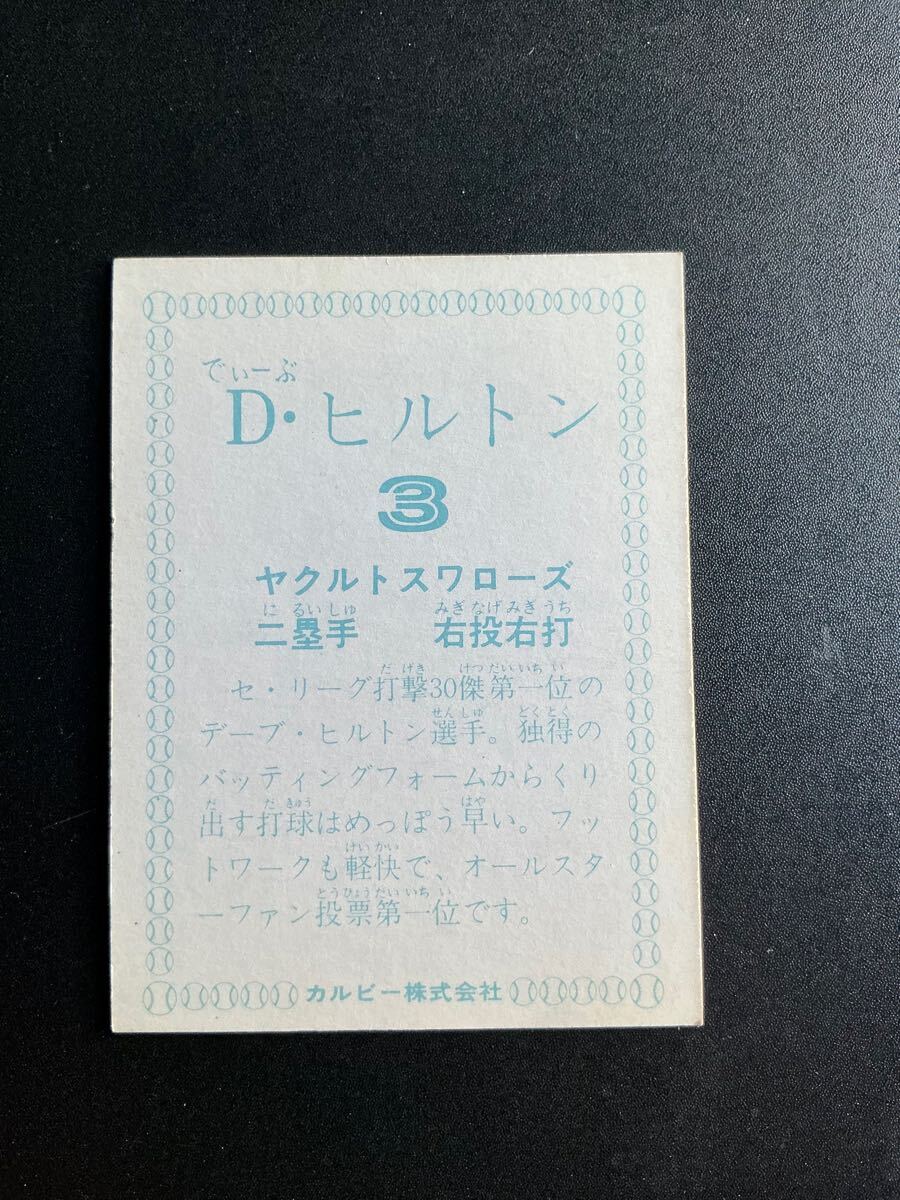 でぃーぶ
D・ヒルトン
3
ヤクルトスワローズ
にるいしゅ みぎなげみぎうち
二塁手 右投右打
だげき けつだいいちい
セ・リーグ打撃30傑第一位の
せんしゅ どくとく
デーブ・ヒルトン選手。独得の
バッティングフォームからくり
だ だきゅう はや
出す打球はめっぽう早い。フッ
けいかい
トワークも軽快で、オールスタ
とうひょうだいいちい
ーファン投票第一位です。
カルビー株式会社